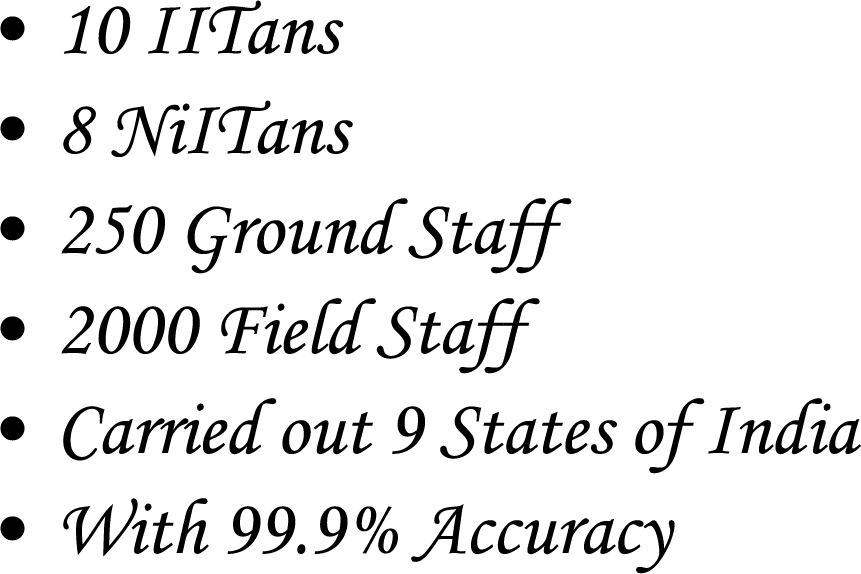 • 10 IITans
• 8 NiITans
• 250 Ground Staff
• 2000 Field Staff
• Carried out 9 States of India
• With 99.9% Accuracy